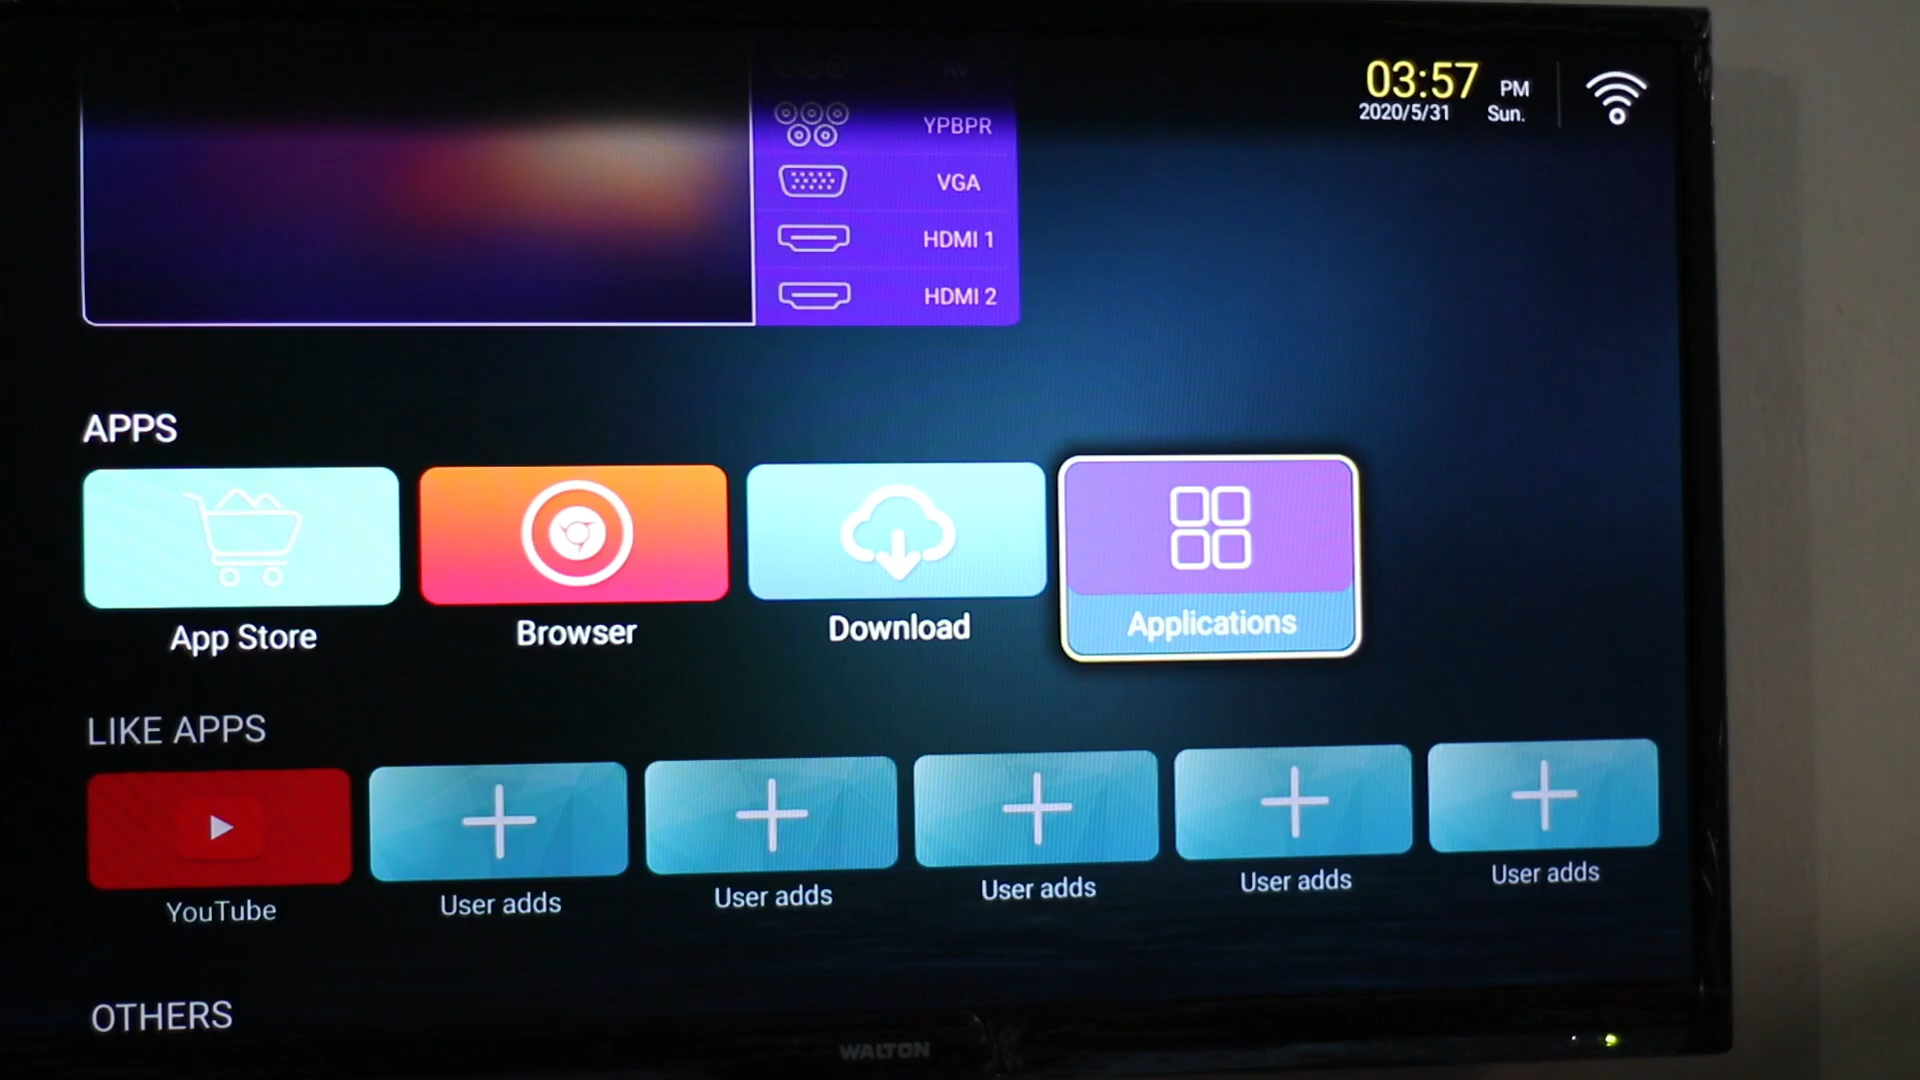 AV
YPBPR
VGA
HDMI 1
HDMI 2
03:57 PM
2020/5/31 Sun.
APPS
App Store
Browser
Download
Applications
LIKE APPS
YouTube
User adds
User adds
User adds
User adds
User adds
OTHERS
WALTON